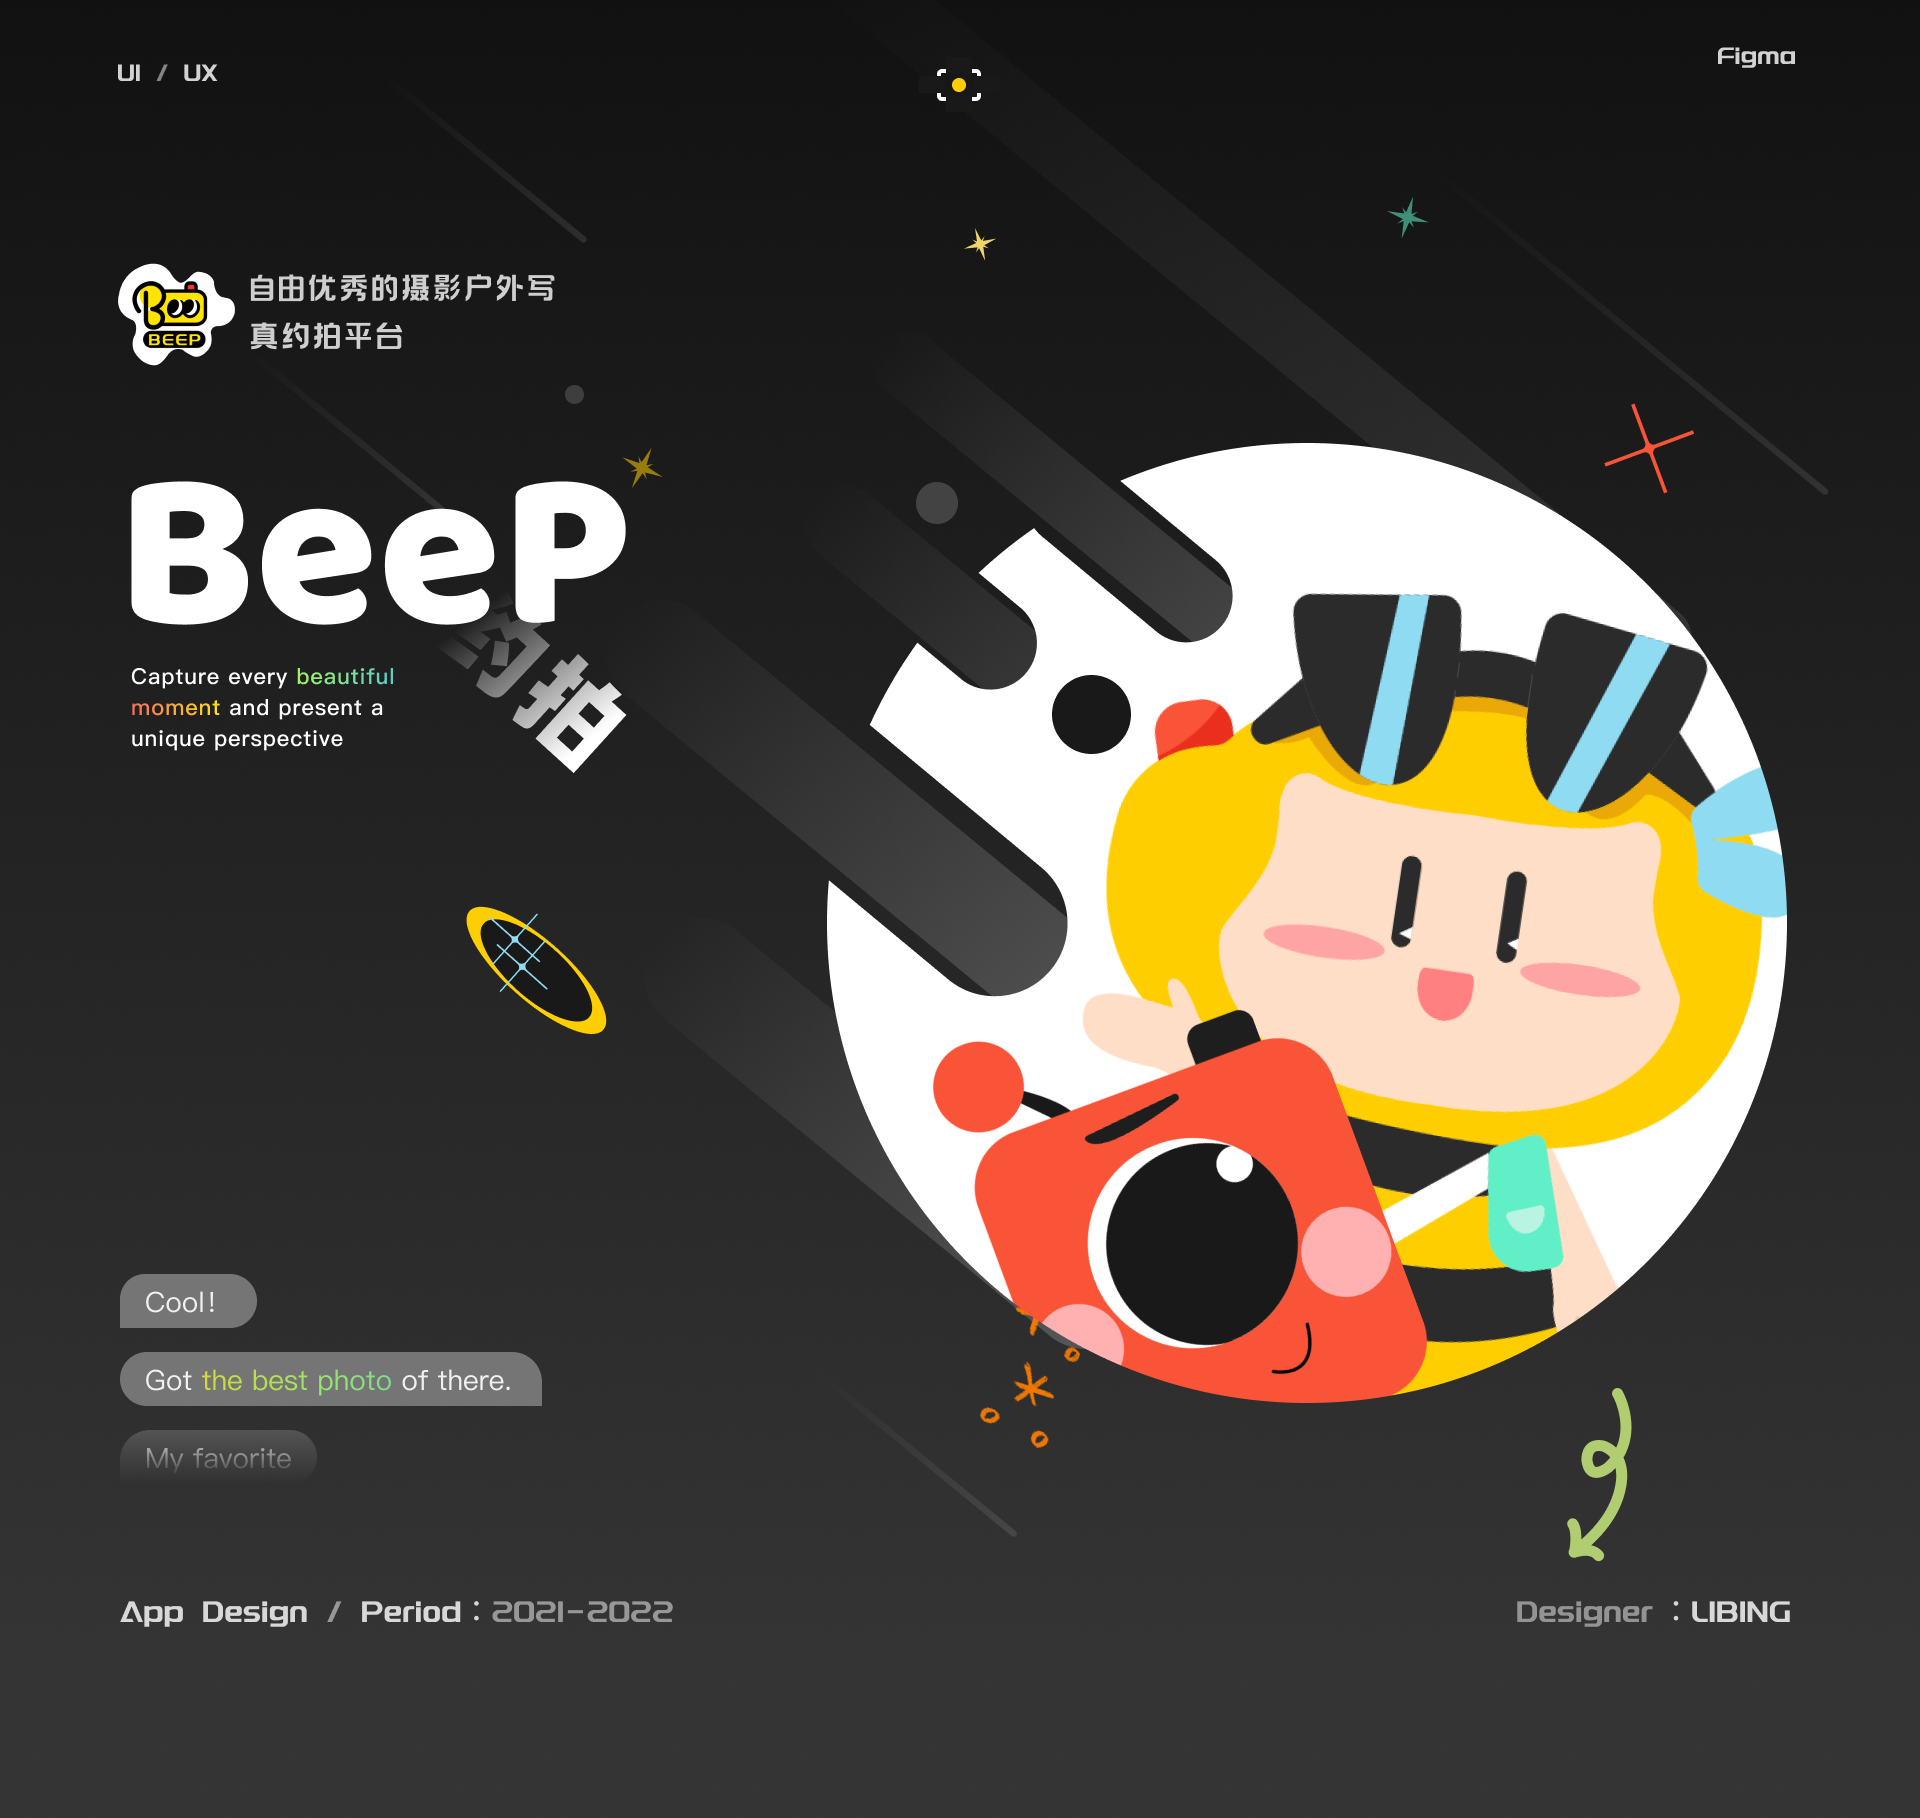 UI / UX
Figma
自由优秀的摄影户外写
真约拍平台
BEEP
BeeP
约拍
Capture every beautiful
moment and present a
unique perspective
Cool!
Got the best photo of there.
My favorite
App Design / Period：2021-2022
Designer ：LIBING